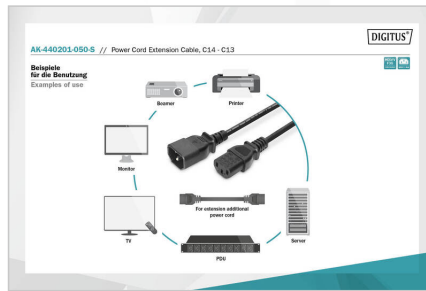 DIGITUS®
AK-440201-050-S // Power Cord Extension Cable, C14 - C13
Beispiele
für die Benutzung
Examples of use
Beamer
Printer
Monitor
For extension additional
power cord
TV
Server
PDU